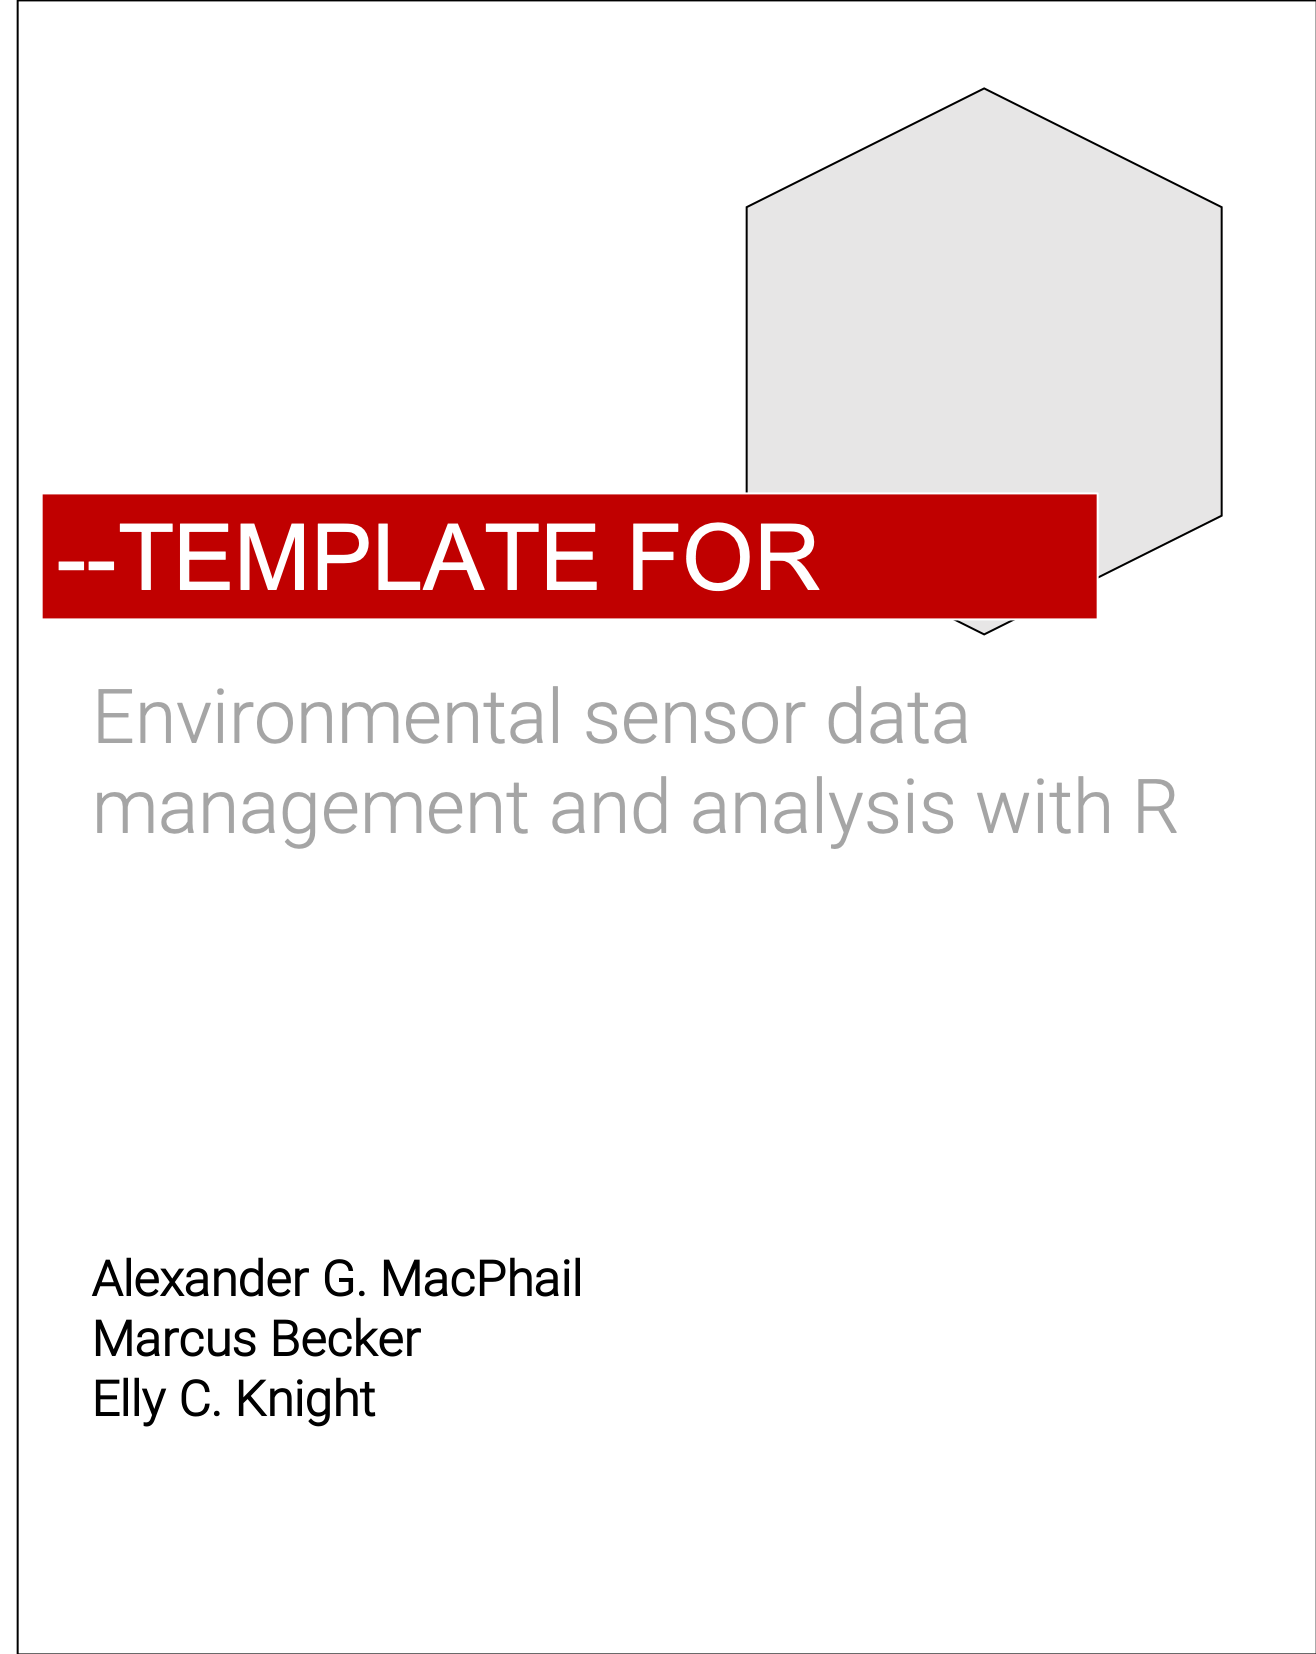 --TEMPLATE FOR
Environmental sensor data
management and analysis with R
Alexander G. MacPhail
Marcus Becker
Elly C. Knight